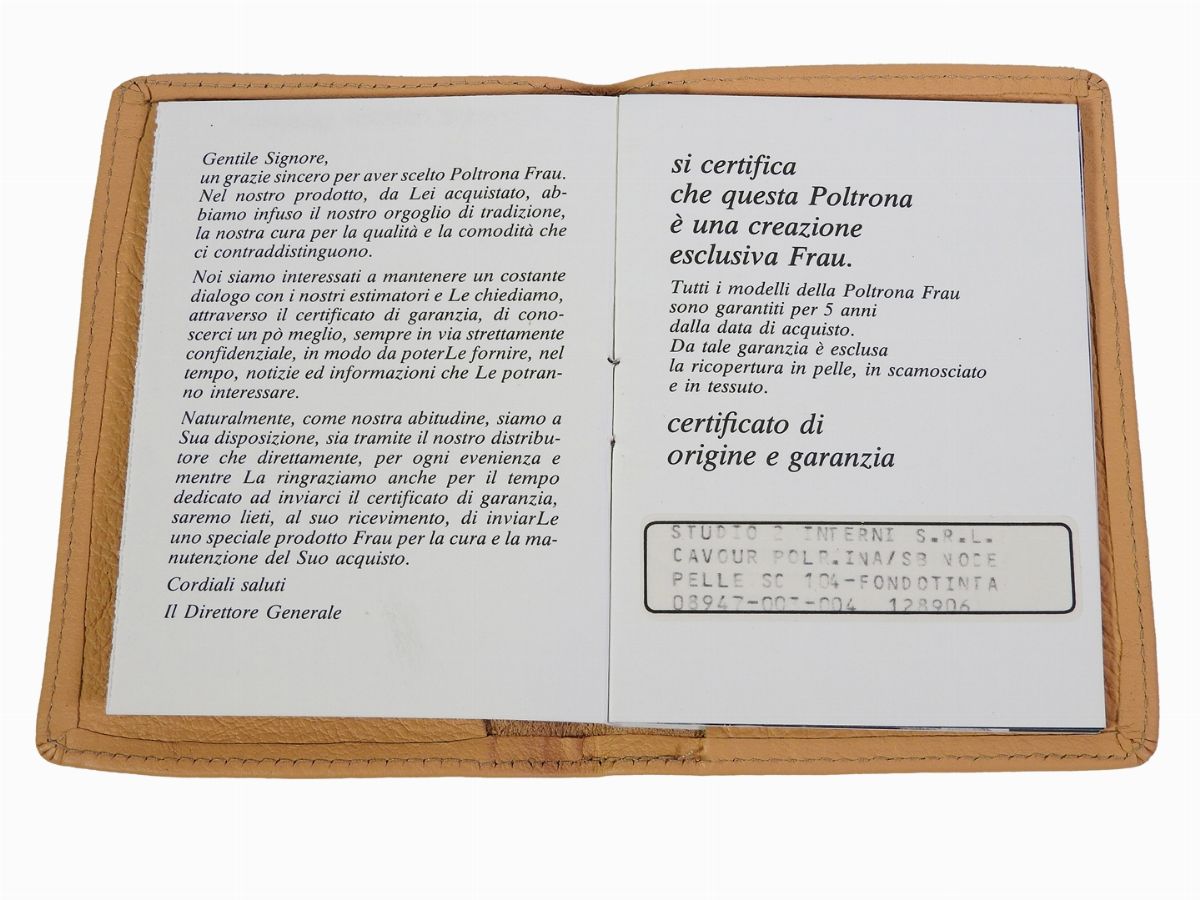 Gentile Signore,
un grazie sincero per aver scelto Poltrona Frau.
Nel nostro prodotto, da Lei acquistato, ab-
biamo infuso il nostro orgoglio di tradizione,
la nostra cura per la qualità e la comodità che
ci contraddistinguono.
Noi siamo interessati a mantenere un costante
dialogo con i nostri estimatori e Le chiediamo,
attraverso il certificato di garanzia, di cono-
scerci un pò meglio, sempre in via strettamente
confidenziale, in modo da poterLe fornire, nel
tempo, notizie ed informazioni che Le potran-
no interessare.
Naturalmente, come nostra abitudine, siamo a
Sua disposizione, sia tramite il nostro distribu-
tore che direttamente, per ogni evenienza e
mentre La ringraziamo anche per il tempo
dedicato ad inviarci il certificato di garanzia,
saremo lieti, al suo ricevimento, di inviarLe
uno speciale prodotto Frau per la cura e la ma-
nutenzione del Suo acquisto.
Cordiali saluti
Il Direttore Generale
si certifica
che questa Poltrona
è una creazione
esclusiva Frau.
Tutti i modelli della Poltrona Frau
sono garantiti per 5 anni
dalla data di acquisto.
Da tale garanzia è esclusa
la ricopertura in pelle, in scamosciato
e in tessuto.
certificato di
origine e garanzia
STUDIO 2 INTERNI S.R.L.
CAVOUR POLR.INA/SB NOCE
PELLE SC 104-FONDOTINTA
08947-003-004 128906